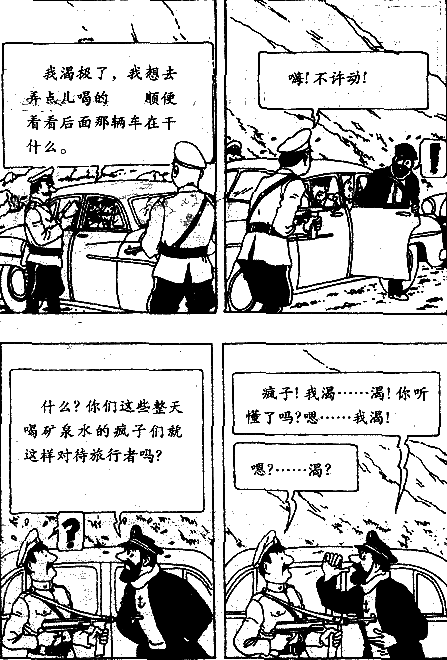 我渴极了，我想去
弄点儿喝的 顺便
看看后面那辆车在干
什么。
嗨！不许动！
！
什么？你们这些整天
喝矿泉水的疯子们就
这样对待旅行者吗？
？
疯子！我渴……渴！你听
懂了吗？嗯……我渴！
嗯？……渴？